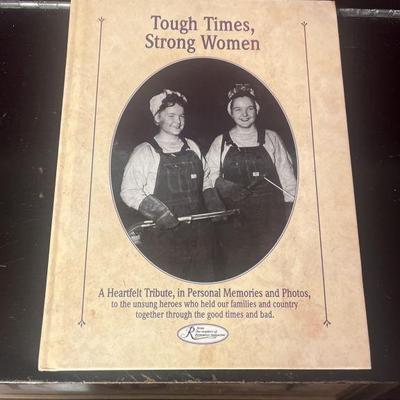 Tough Times,
Strong Women
A Heartfelt Tribute, in Personal Memories and Photos,
to the unsung heroes who held our families and country
together through the good times and bad.
R
from